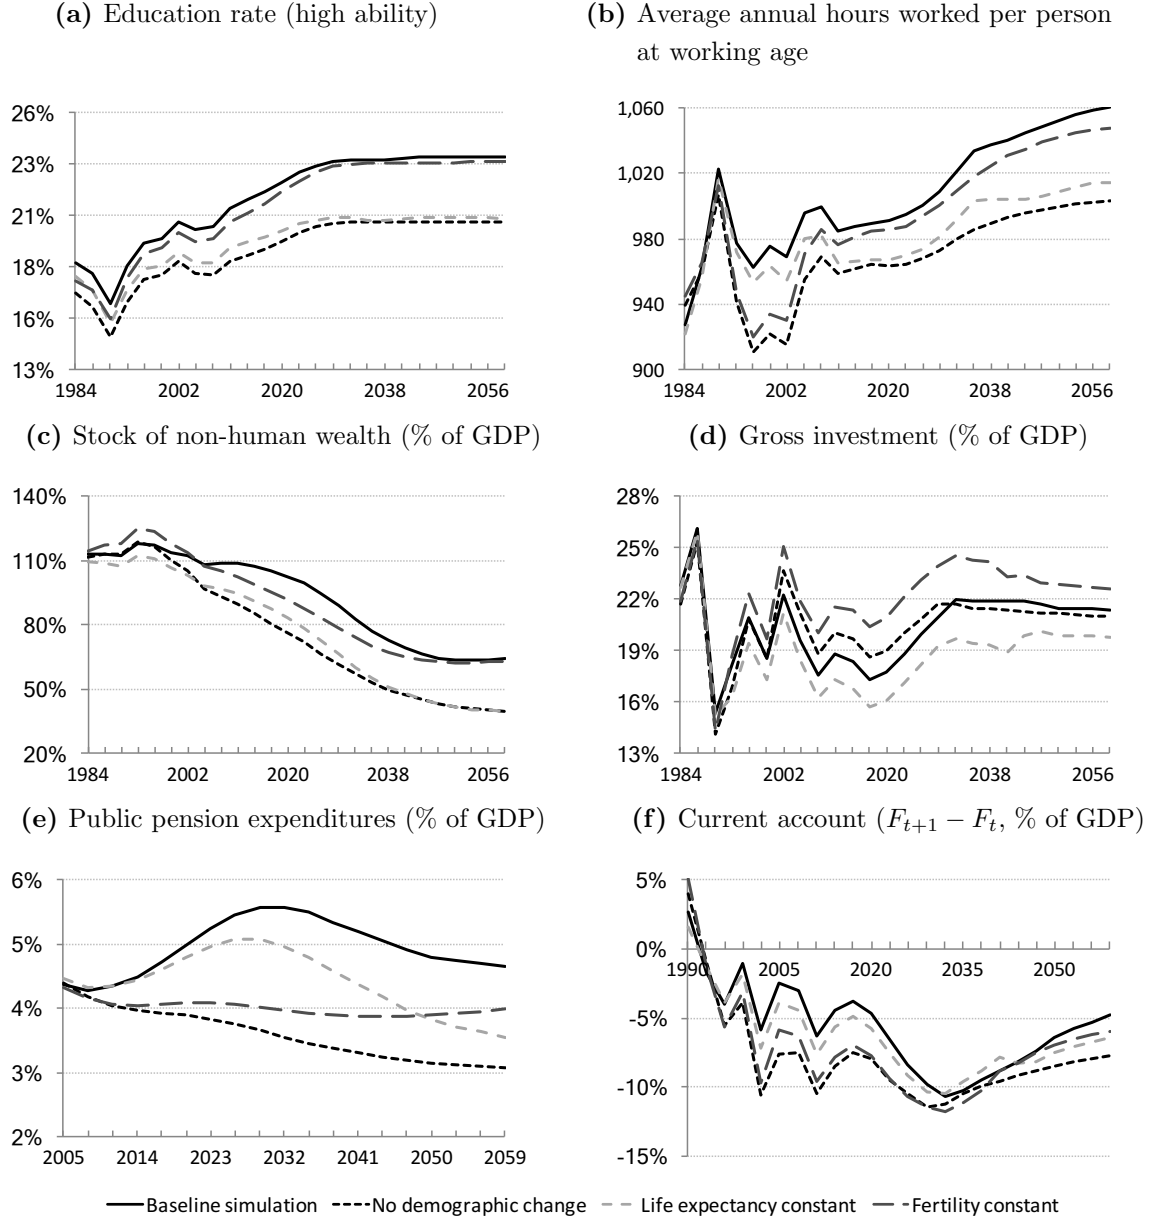 (a) Education rate (high ability)
(b) Average annual hours worked per person
at working age
26%
23%
21%
18%
16%
13%
1984 2002 2020 2038 2056
1,060
1,020
980
940
900
1984 2002 2020 2038 2056
(c) Stock of non-human wealth (% of GDP)
(d) Gross investment (% of GDP)
140%
110%
80%
50%
20%
1984 2002 2020 2038 2056
28%
25%
22%
19%
16%
13%
1984 2002 2020 2038 2056
(e) Public pension expenditures (% of GDP)
(f) Current account (F_{t+1} − F_t, % of GDP)
6%
5%
4%
3%
2%
2005 2014 2023 2032 2041 2050 2059
5%
0%
1990 2005 2020 2035 2050
-5%
-10%
-15%
Baseline simulation No demographic change Life expectancy constant Fertility constant